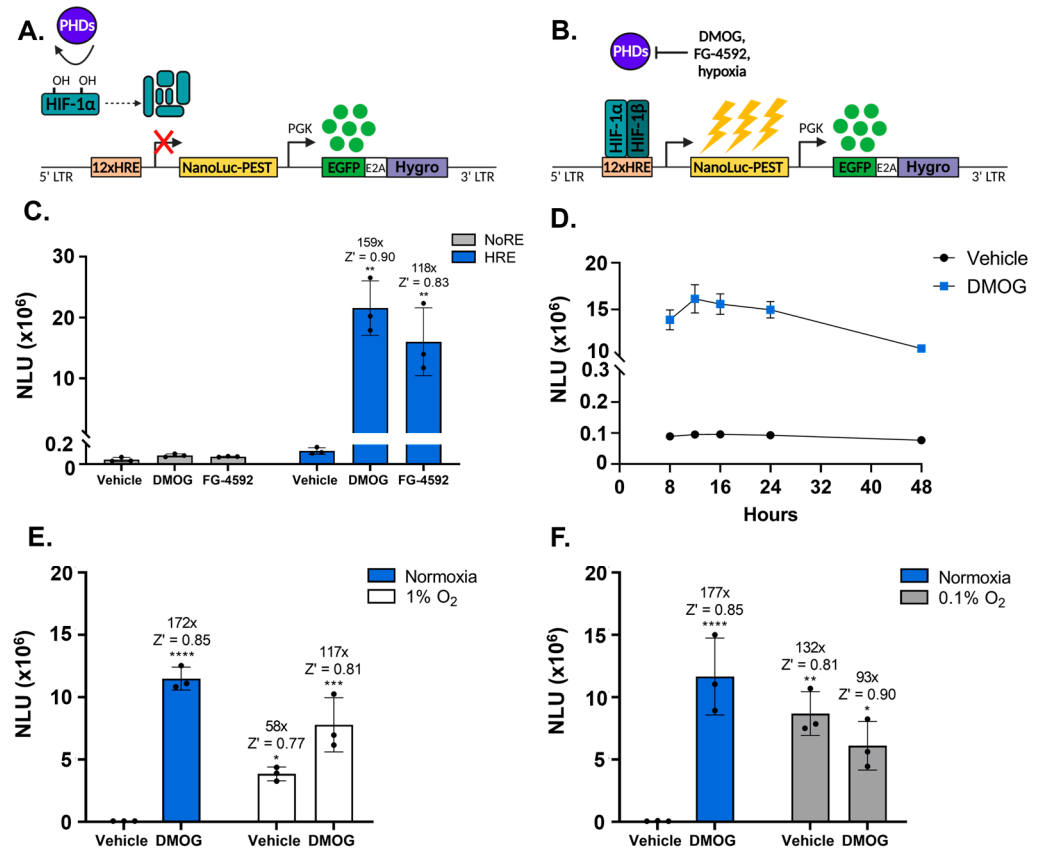 A.
PHDs
OH OH
HIF-1α
PGK
12xHRE
NanoLuc-PEST
EGFP
E2A
Hygro
5' LTR
3' LTR
B.
PHDs
DMOG,
FG-4592,
hypoxia
HIF-1α
HIF-1β
PGK
12xHRE
NanoLuc-PEST
EGFP
E2A
Hygro
5' LTR
3' LTR
C.
NoRE
HRE
159x
Z' = 0.90
**
118x
Z' = 0.83
**
NLU (x10⁶)
30
20
10
0.2
0
Vehicle DMOG FG-4592 Vehicle DMOG FG-4592
D.
Vehicle
DMOG
NLU (x10⁶)
20
15
10
0.3
0.2
0.1
0
0 8 16 24 32 40 48
Hours
E.
Normoxia
1% O₂
172x
Z' = 0.85
****
58x
Z' = 0.77
*
117x
Z' = 0.81
***
NLU (x10⁶)
20
15
10
5
0
Vehicle DMOG Vehicle DMOG
F.
Normoxia
0.1% O₂
177x
Z' = 0.85
****
132x
Z' = 0.81
**
93x
Z' = 0.90
*
NLU (x10⁶)
20
15
10
5
0
Vehicle DMOG Vehicle DMOG